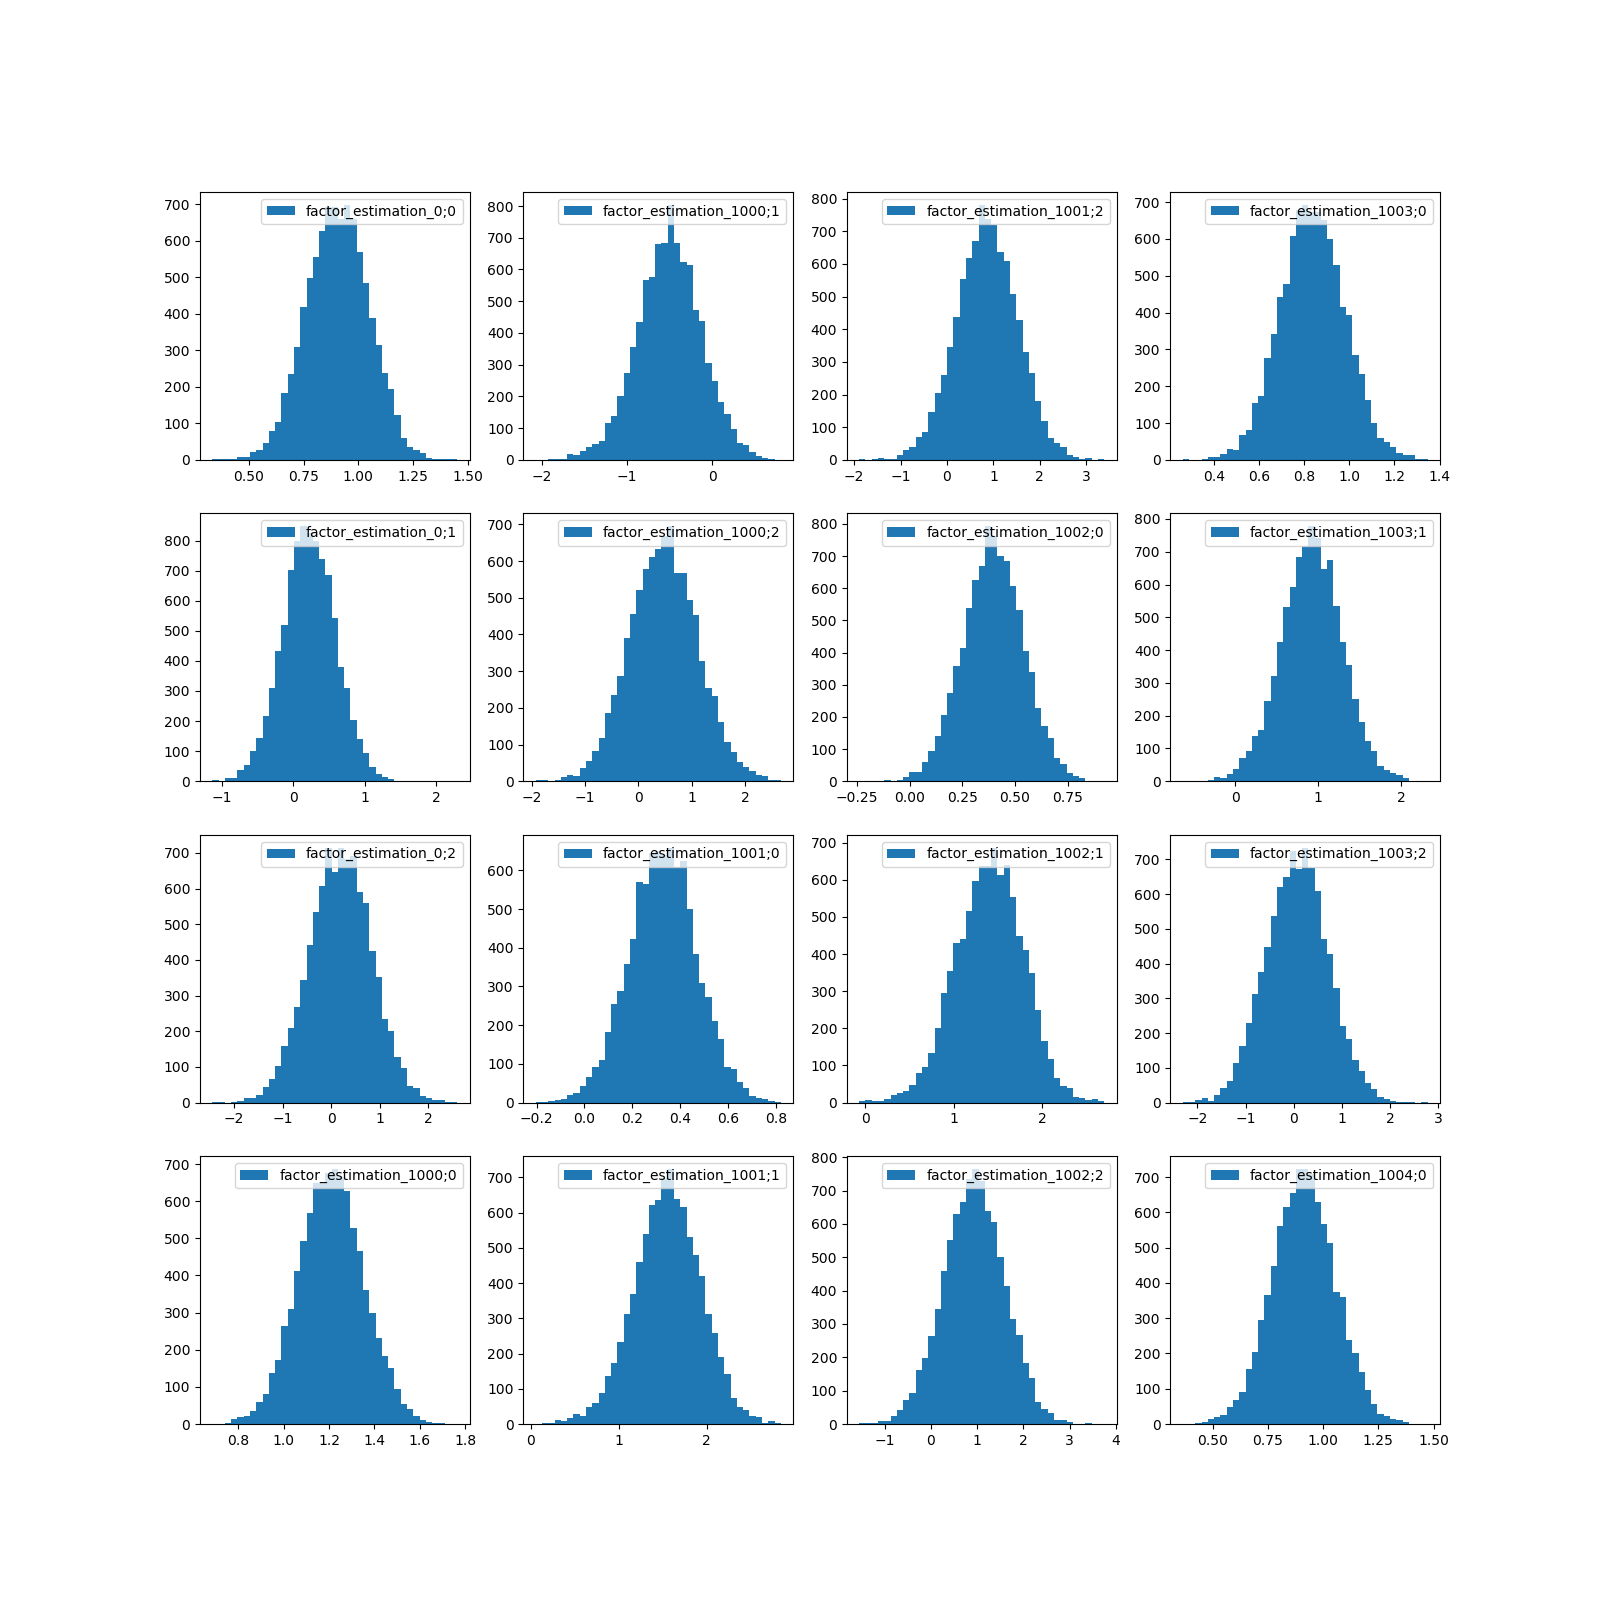 factor_estimation_0;0
0 100 200 300 400 500 600 700
0.50 0.75 1.00 1.25 1.50
factor_estimation_1000;1
0 100 200 300 400 500 600 700 800
−2 −1 0
factor_estimation_1001;2
0 100 200 300 400 500 600 700 800
−2 −1 0 1 2 3
factor_estimation_1003;0
0 100 200 300 400 500 600 700
0.4 0.6 0.8 1.0 1.2 1.4
factor_estimation_0;1
0 100 200 300 400 500 600 700 800
−1 0 1 2
factor_estimation_1000;2
0 100 200 300 400 500 600 700
−2 −1 0 1 2
factor_estimation_1002;0
0 100 200 300 400 500 600 700 800
−0.25 0.00 0.25 0.50 0.75
factor_estimation_1003;1
0 100 200 300 400 500 600 700 800
0 1 2
factor_estimation_0;2
0 100 200 300 400 500 600 700
−2 −1 0 1 2
factor_estimation_1001;0
0 100 200 300 400 500 600
−0.2 0.0 0.2 0.4 0.6 0.8
factor_estimation_1002;1
0 100 200 300 400 500 600 700
0 1 2
factor_estimation_1003;2
0 100 200 300 400 500 600 700
−2 −1 0 1 2 3
factor_estimation_1000;0
0 100 200 300 400 500 600 700
0.8 1.0 1.2 1.4 1.6 1.8
factor_estimation_1001;1
0 100 200 300 400 500 600 700
0 1 2
factor_estimation_1002;2
0 100 200 300 400 500 600 700 800
−1 0 1 2 3 4
factor_estimation_1004;0
0 100 200 300 400 500 600 700
0.50 0.75 1.00 1.25 1.50